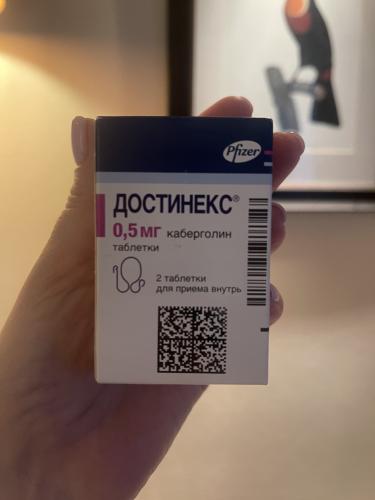 Pfizer
ДОСТИНЕКС®
0,5 мг каберголин
таблетки
2 таблетки
для приема внутрь